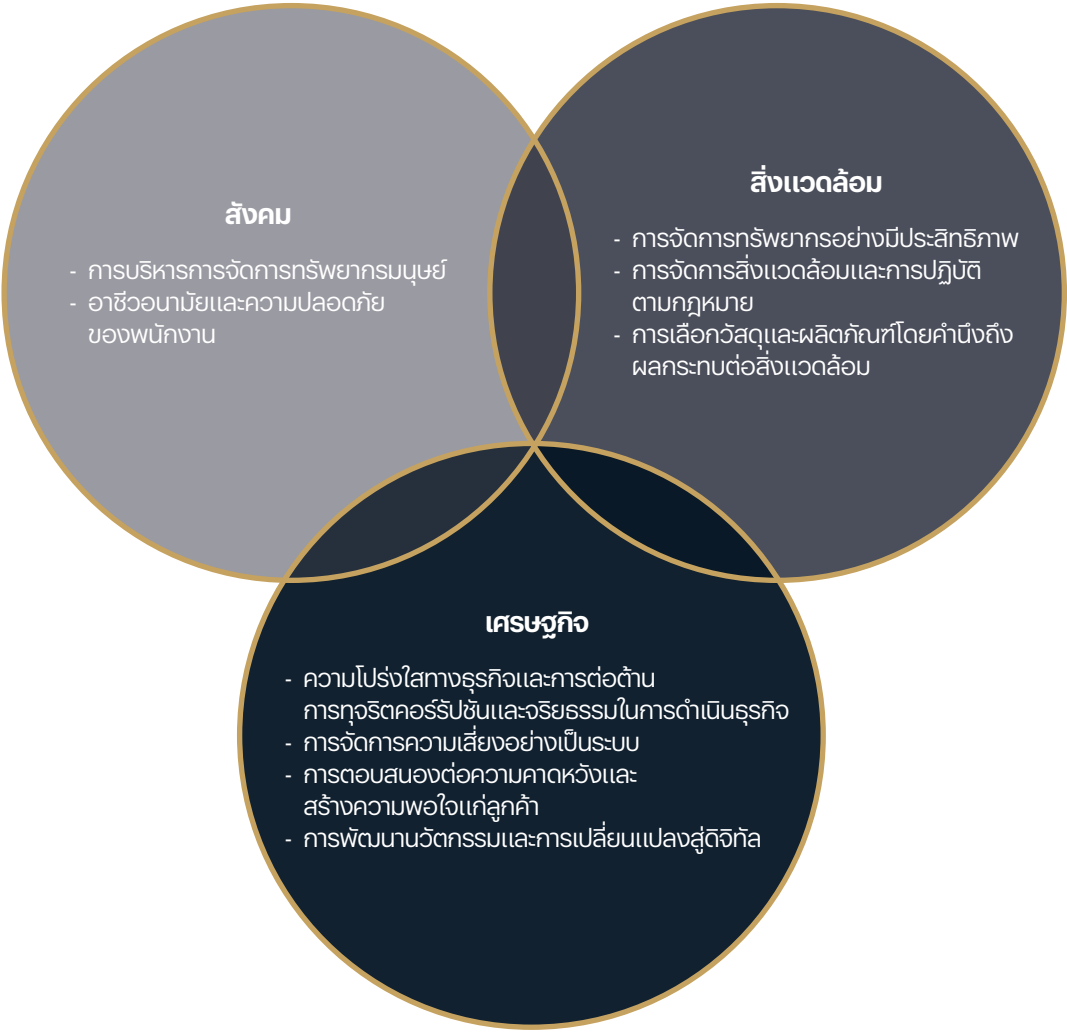 สังคม
- การบริหารการจัดการทรัพยากรมนุษย์
- อาชีวอนามัยและความปลอดภัย
ของพนักงาน
สิ่งแวดล้อม
- การจัดการทรัพยากรอย่างมีประสิทธิภาพ
- การจัดการสิ่งแวดล้อมและการปฏิบัติ
ตามกฎหมาย
- การเลือกวัสดุและผลิตภัณฑ์โดยคำนึงถึง
ผลกระทบต่อสิ่งแวดล้อม
เศรษฐกิจ
- ความโปร่งใสทางธุรกิจและการต่อต้าน
การทุจริตคอร์รัปชันและจริยธรรมในการดำเนินธุรกิจ
- การจัดการความเสี่ยงอย่างเป็นระบบ
- การตอบสนองต่อความคาดหวังและ
สร้างความพอใจแก่ลูกค้า
- การพัฒนานวัตกรรมและการเปลี่ยนแปลงสู่ดิจิทัล